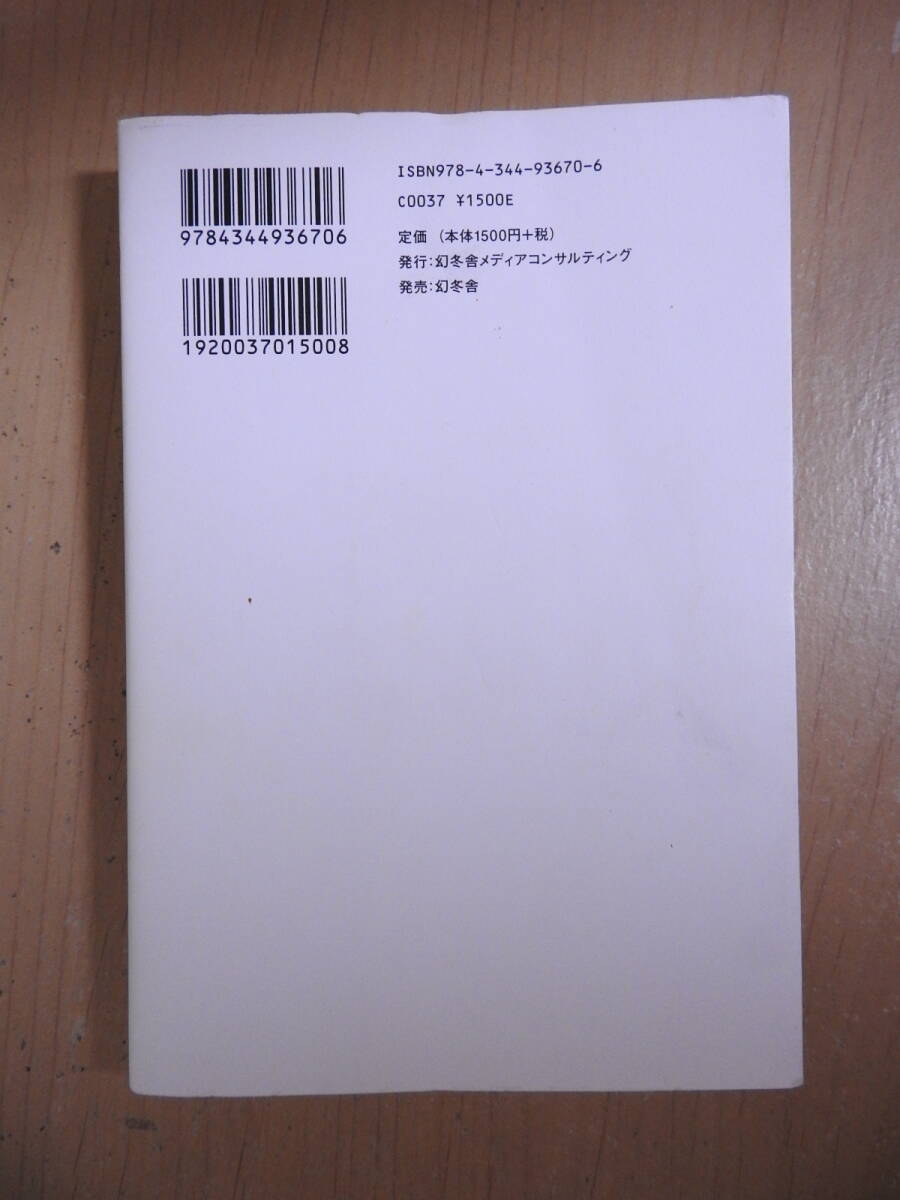 9784344936706
1920037015008
ISBN978-4-344-93670-6
C0037 ¥1500E
定価 (本体1500円+税)
発行:幻冬舎メディアコンサルティング
発売:幻冬舎